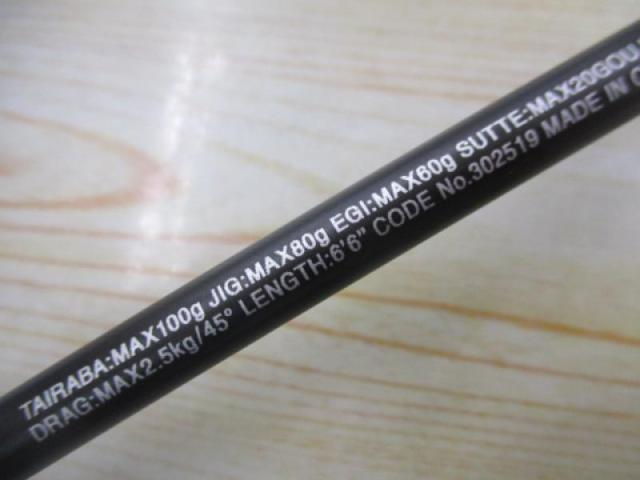 TAIRABA:MAX100g JIG:MAX80g EGI:MAX60g SUTTE:MAX20GOU
DRAG:MAX2.5kg/45° LENGTH:6'6" CODE No.302519 MADE IN